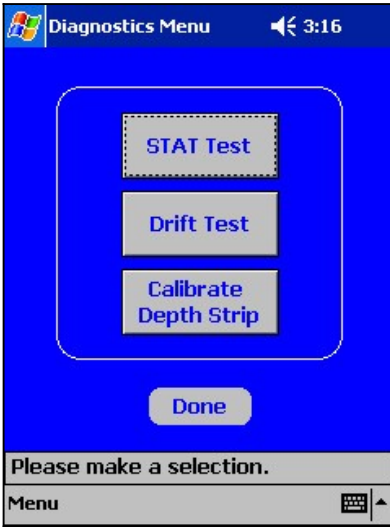 Diagnostics Menu 3:16
STAT Test
Drift Test
Calibrate
Depth Strip
Done
Please make a selection.
Menu